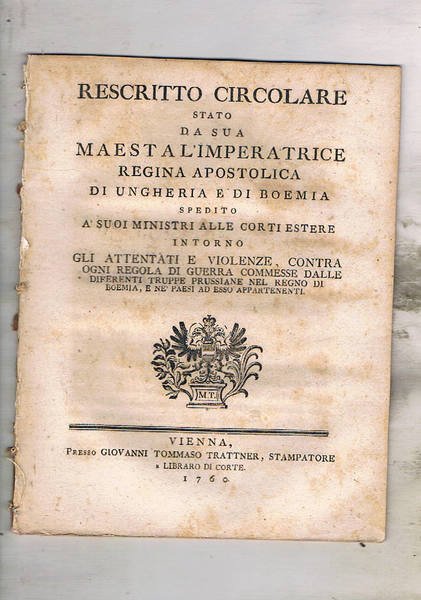 RESCRITTO CIRCOLARE
STATO
DA SUA
MAESTA L'IMPERATRICE
REGINA APOSTOLICA
DI UNGHERIA E DI BOEMIA
SPEDITO
A' SUOI MINISTRI ALLE CORTI ESTERE
INTORNO
GLI ATTENTATI E VIOLENZE, CONTRA
OGNI REGOLA DI GUERRA COMMESSE DALLE
DIFERENTI TRUPPE PRUSSIANE NEL REGNO DI
BOEMIA, E NE' PAESI AD ESSO APPARTENENTI.
M.T.
VIENNA,
PRESSO GIOVANNI TOMMASO TRATTNER, STAMPATORE
E LIBRARO DI CORTE.
1760.